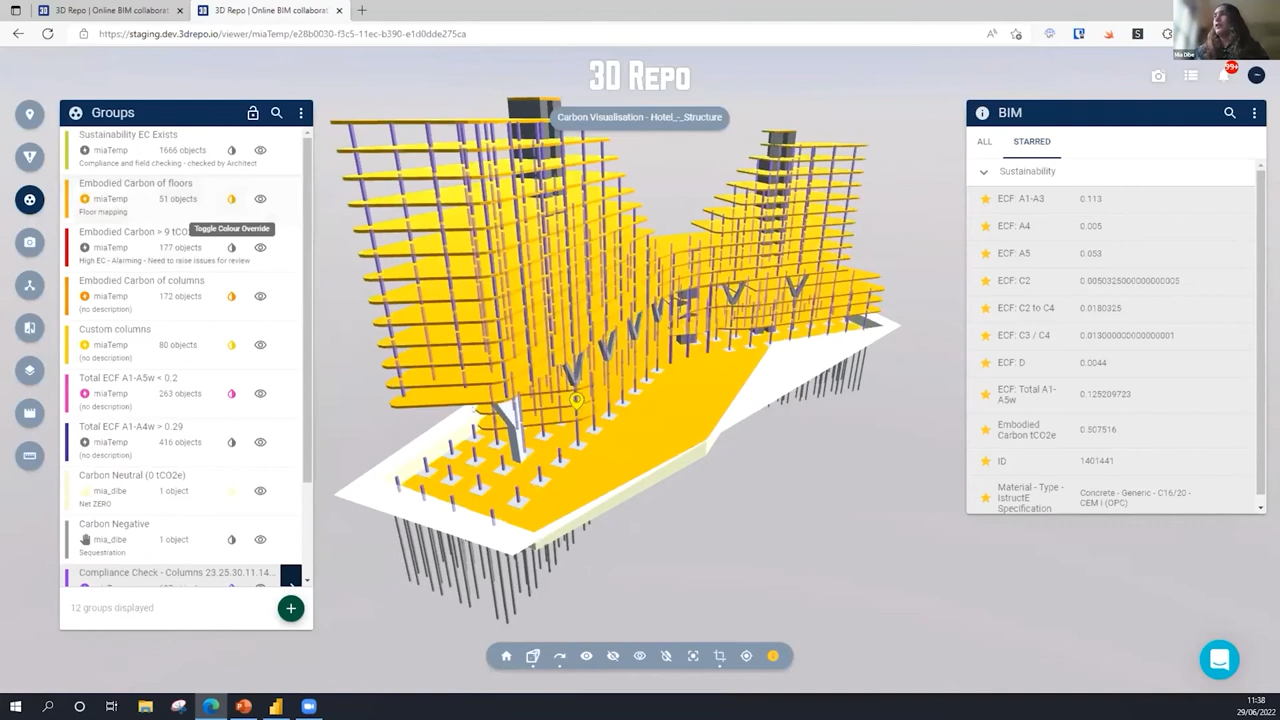 3D Repo | Online BIM collaborat
3D Repo | Online BIM collaborat
https://staging.dev.3drepo.io/viewer/miaTemp/e28b0030-f3c5-11ec-b390-e1d0dde275ca
Mia Dibe
3D REPO
99+
Carbon Visualisation - Hotel_-_Structure
Groups
Sustainability EC Exists
miaTemp 1666 objects
Compliance and field checking - checked by Architect
Embodied Carbon of floors
miaTemp 51 objects
Floor mapping
Toggle Colour Override
Embodied Carbon > 9 tCO2
miaTemp 177 objects
High EC - Alarming - Need to raise issues for review
Embodied Carbon of columns
miaTemp 172 objects
(no description)
Custom columns
miaTemp 80 objects
(no description)
Total ECF A1-A5w < 0.2
miaTemp 263 objects
(no description)
Total ECF A1-A4w > 0.29
miaTemp 416 objects
(no description)
Carbon Neutral (0 tCO2e)
mia_dibe 1 object
Net ZERO
Carbon Negative
mia_dibe 1 object
Sequestration
Compliance Check - Columns 23.25.30.11.14...
12 groups displayed
BIM
ALL STARRED
Sustainability
ECF: A1-A3 0.113
ECF: A4 0.005
ECF: A5 0.053
ECF: C2 0.0050325000000000005
ECF: C2 to C4 0.0180325
ECF: C3 / C4 0.013000000000000001
ECF: D 0.0044
ECF: Total A1-
A5w 0.125209723
Embodied
Carbon tCO2e 0.507516
ID 1401441
Material - Type -
IStructE
Specification
Concrete - Generic - C16/20 -
CEM I (OPC)
11:38
29/06/2022